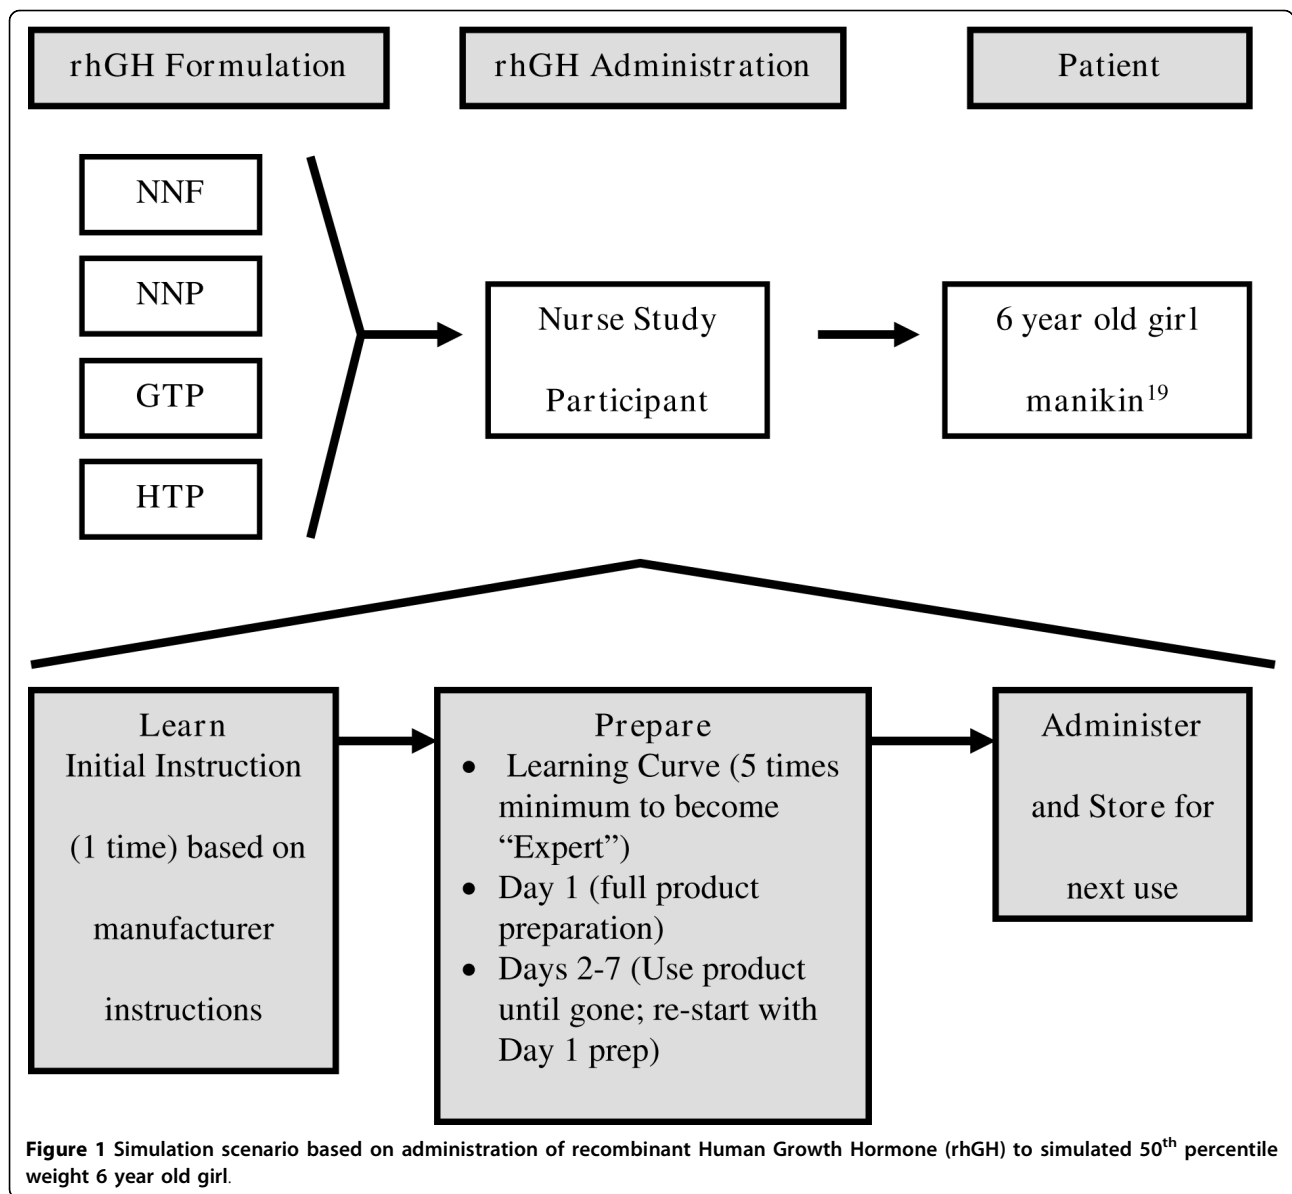 rhGH Formulation
rhGH Administration
Patient
NNF
NNP
GTP
HTP
Nurse Study
Participant
6 year old girl
manikin19
Learn
Initial Instruction
(1 time) based on
manufacturer
instructions
Prepare
• Learning Curve (5 times
minimum to become
“Expert”)
• Day 1 (full product
preparation)
• Days 2-7 (Use product
until gone; re-start with
Day 1 prep)
Administer
and Store for
next use
Figure 1 Simulation scenario based on administration of recombinant Human Growth Hormone (rhGH) to simulated 50th percentile
weight 6 year old girl.